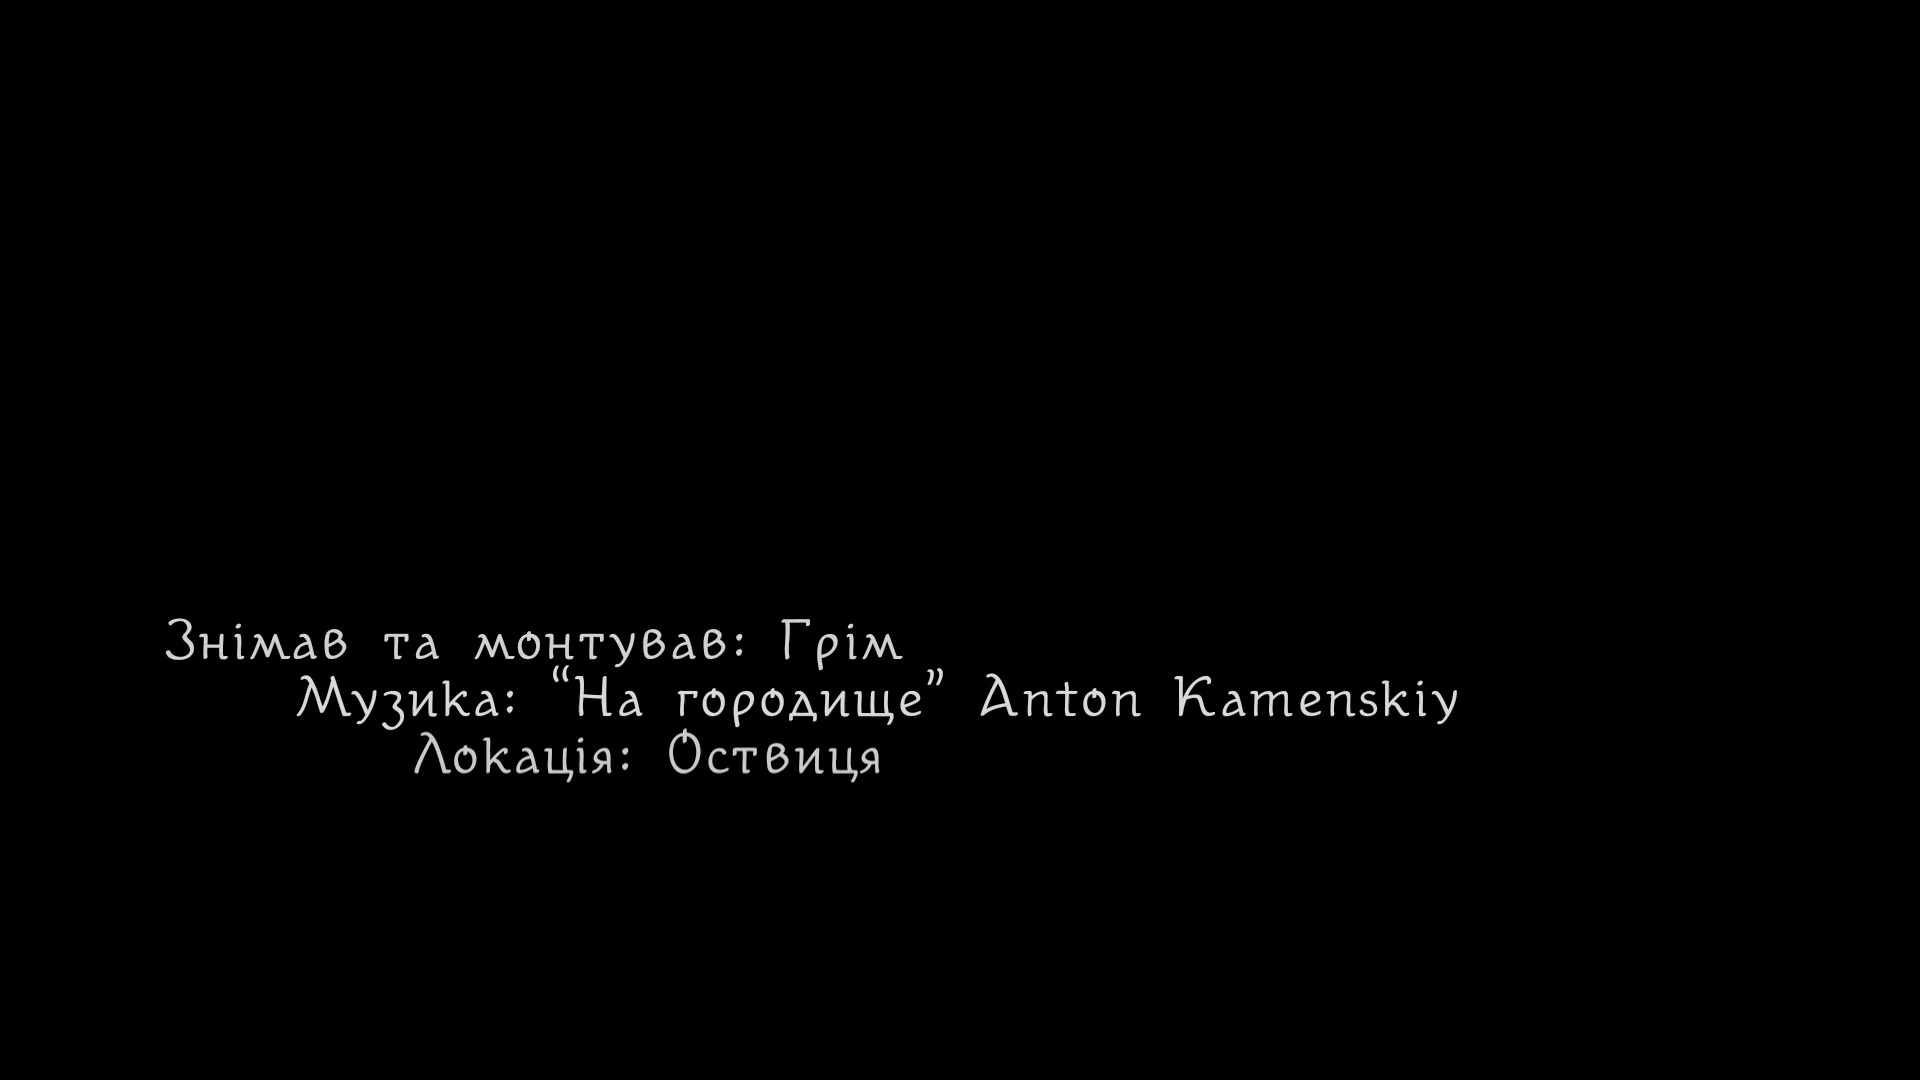 Знімав та монтував: Грім
Музика: “На городище” Anton Kamenskiy
Локація: Оствиця